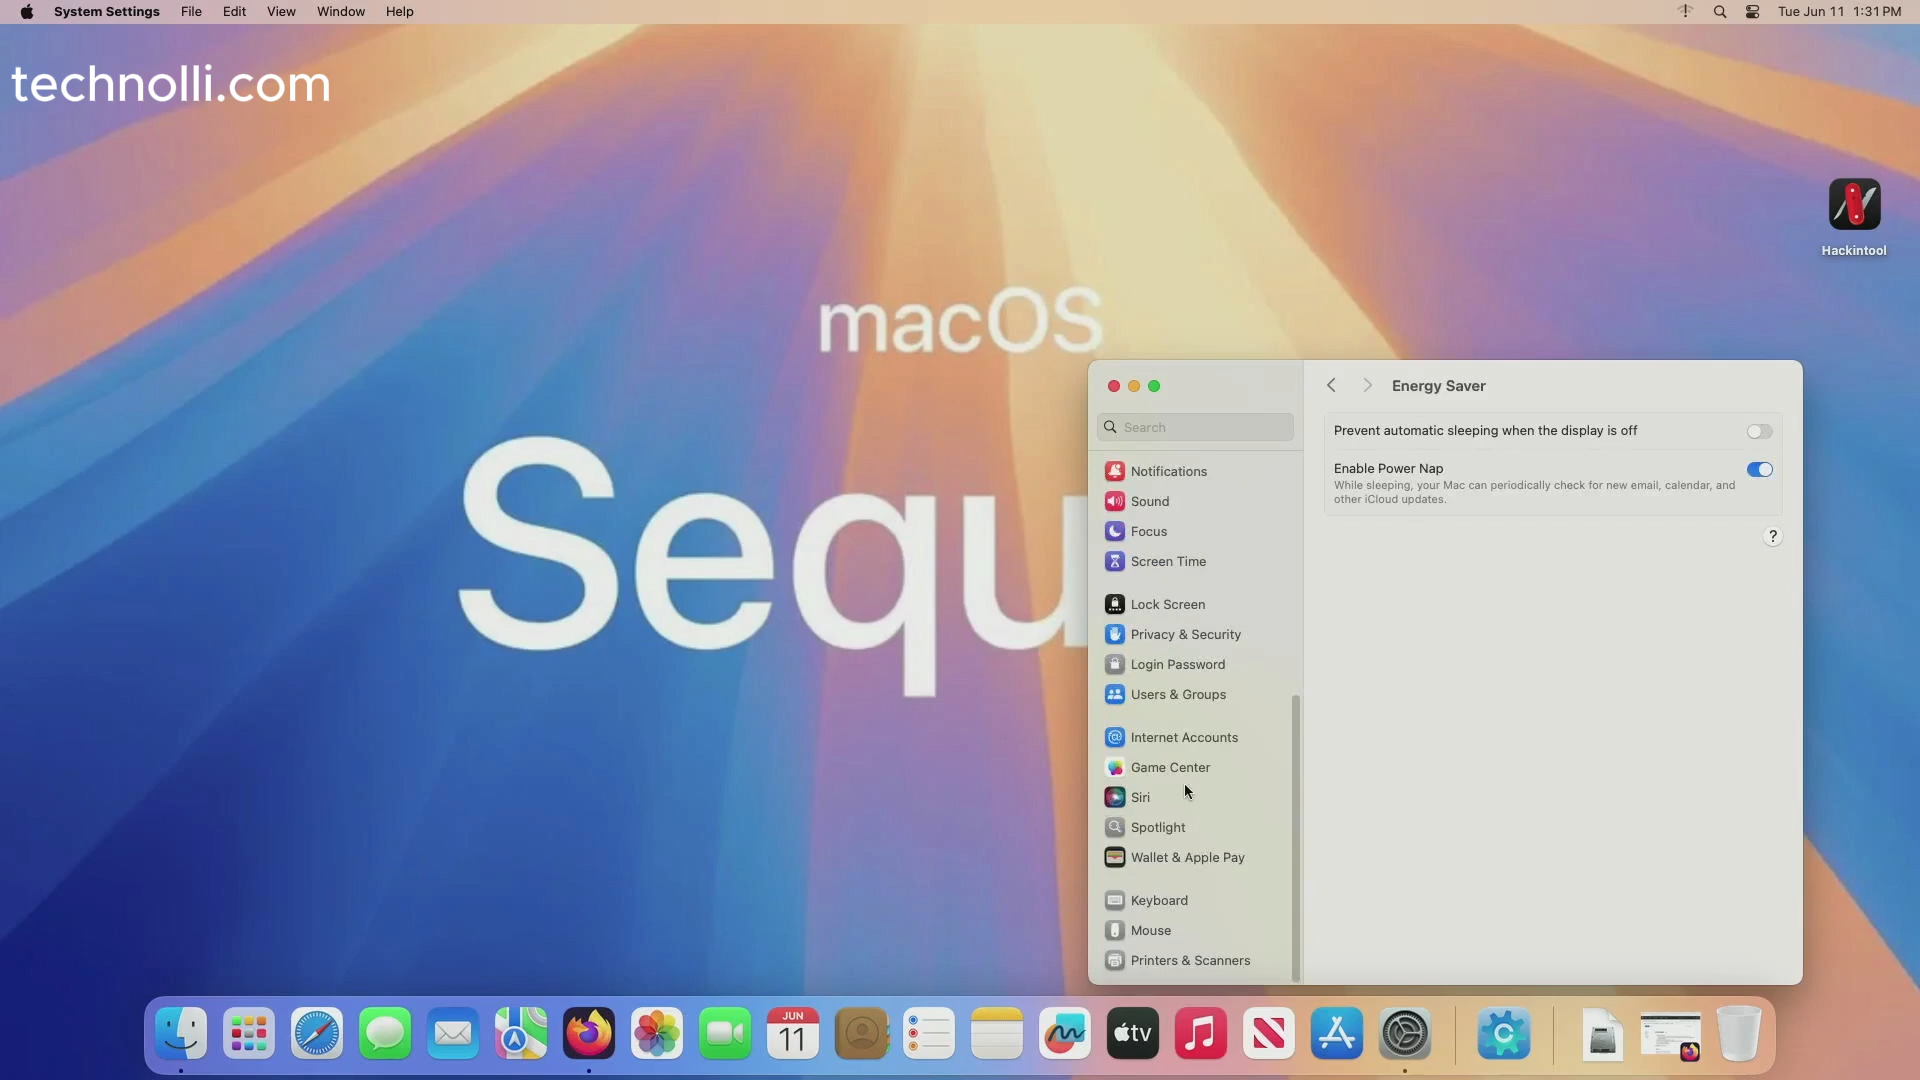 System Settings File Edit View Window Help Tue Jun 11 1:31 PM
technolli.com
Hackintool
macOS
Sequ
Energy Saver
Search
Prevent automatic sleeping when the display is off
Enable Power Nap
While sleeping, your Mac can periodically check for new email, calendar, and
other iCloud updates.
?
Notifications
Sound
Focus
Screen Time
Lock Screen
Privacy & Security
Login Password
Users & Groups
Internet Accounts
Game Center
Siri
Spotlight
Wallet & Apple Pay
Keyboard
Mouse
Printers & Scanners
JUN
11
tv